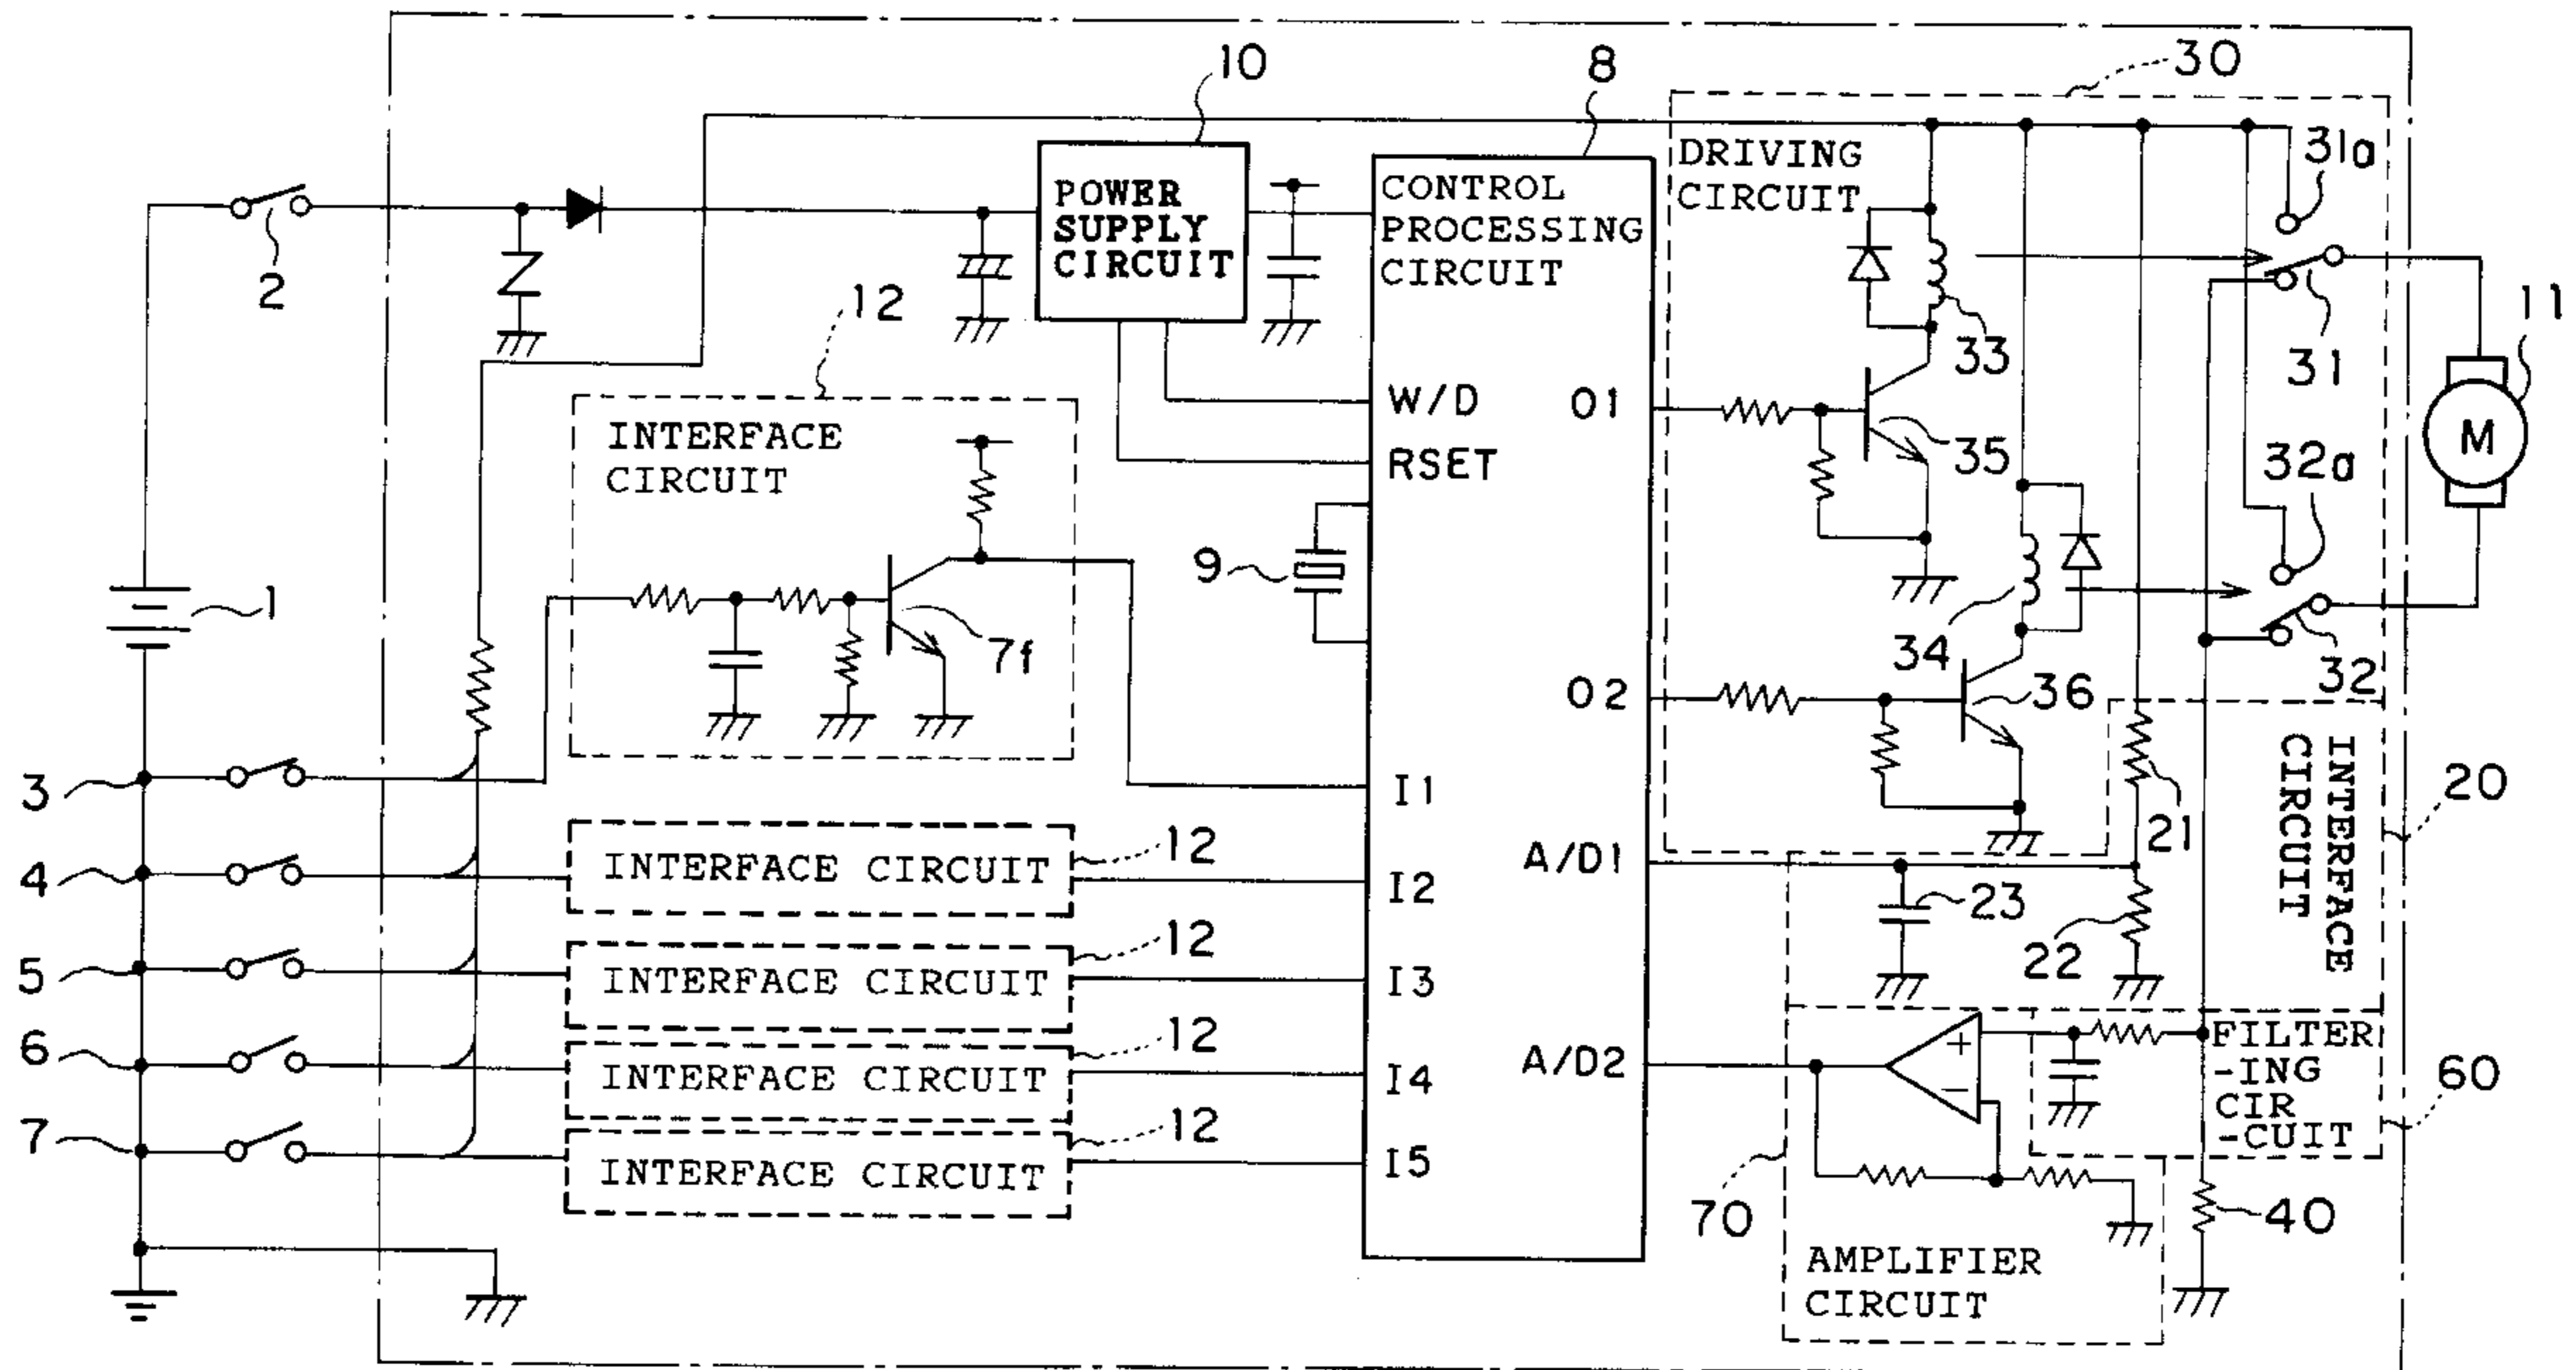 10
8
30
DRIVING
CIRCUIT
31a
POWER
SUPPLY
CIRCUIT
CONTROL
PROCESSING
CIRCUIT
2
12
33
31
11
M
W/D
RSET
O1
35
32a
INTERFACE
CIRCUIT
9
1
7f
34
32
O2
36
3
I1
INTERFACE
CIRCUIT
20
21
A/D1
4
INTERFACE CIRCUIT
12
I2
23
22
5
INTERFACE CIRCUIT
12
I3
6
INTERFACE CIRCUIT
12
I4
A/D2
+
−
FILTER
-ING
CIR
-CUIT
60
7
INTERFACE CIRCUIT
12
I5
70
40
AMPLIFIER
CIRCUIT